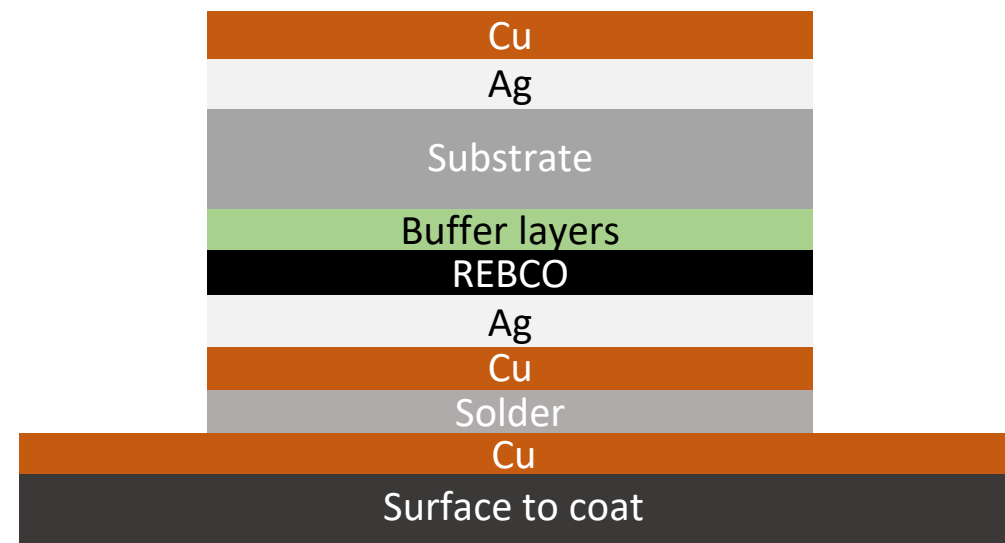 Cu
Ag
Substrate
Buffer layers
REBCO
Ag
Cu
Solder
Cu
Surface to coat